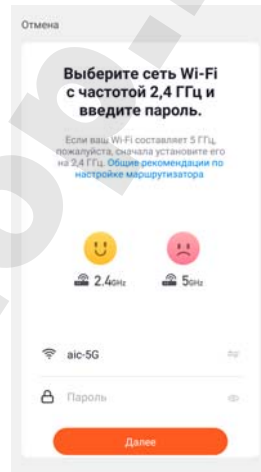 Отмена
Выберите сеть Wi-Fi
с частотой 2,4 ГГц и
введите пароль.
Если ваш Wi-Fi составляет 5 ГГц,
пожалуйста, сначала установите его
на 2,4 ГГц. Общие рекомендации по
настройке маршрутизатора
2.4GHz 5GHz
aic-5G
Пароль
Далее